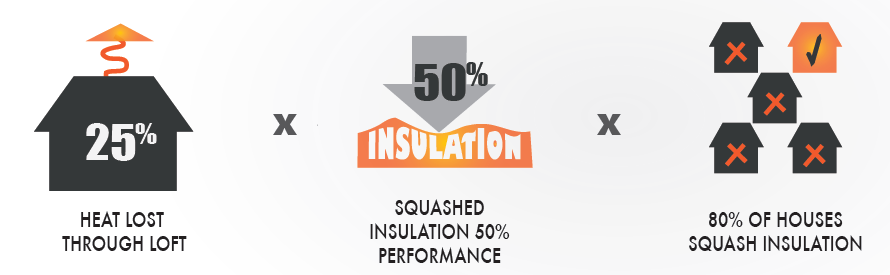 25%
HEAT LOST
THROUGH LOFT
x
50%
INSULATION
SQUASHED
INSULATION 50%
PERFORMANCE
x
80% OF HOUSES
SQUASH INSULATION